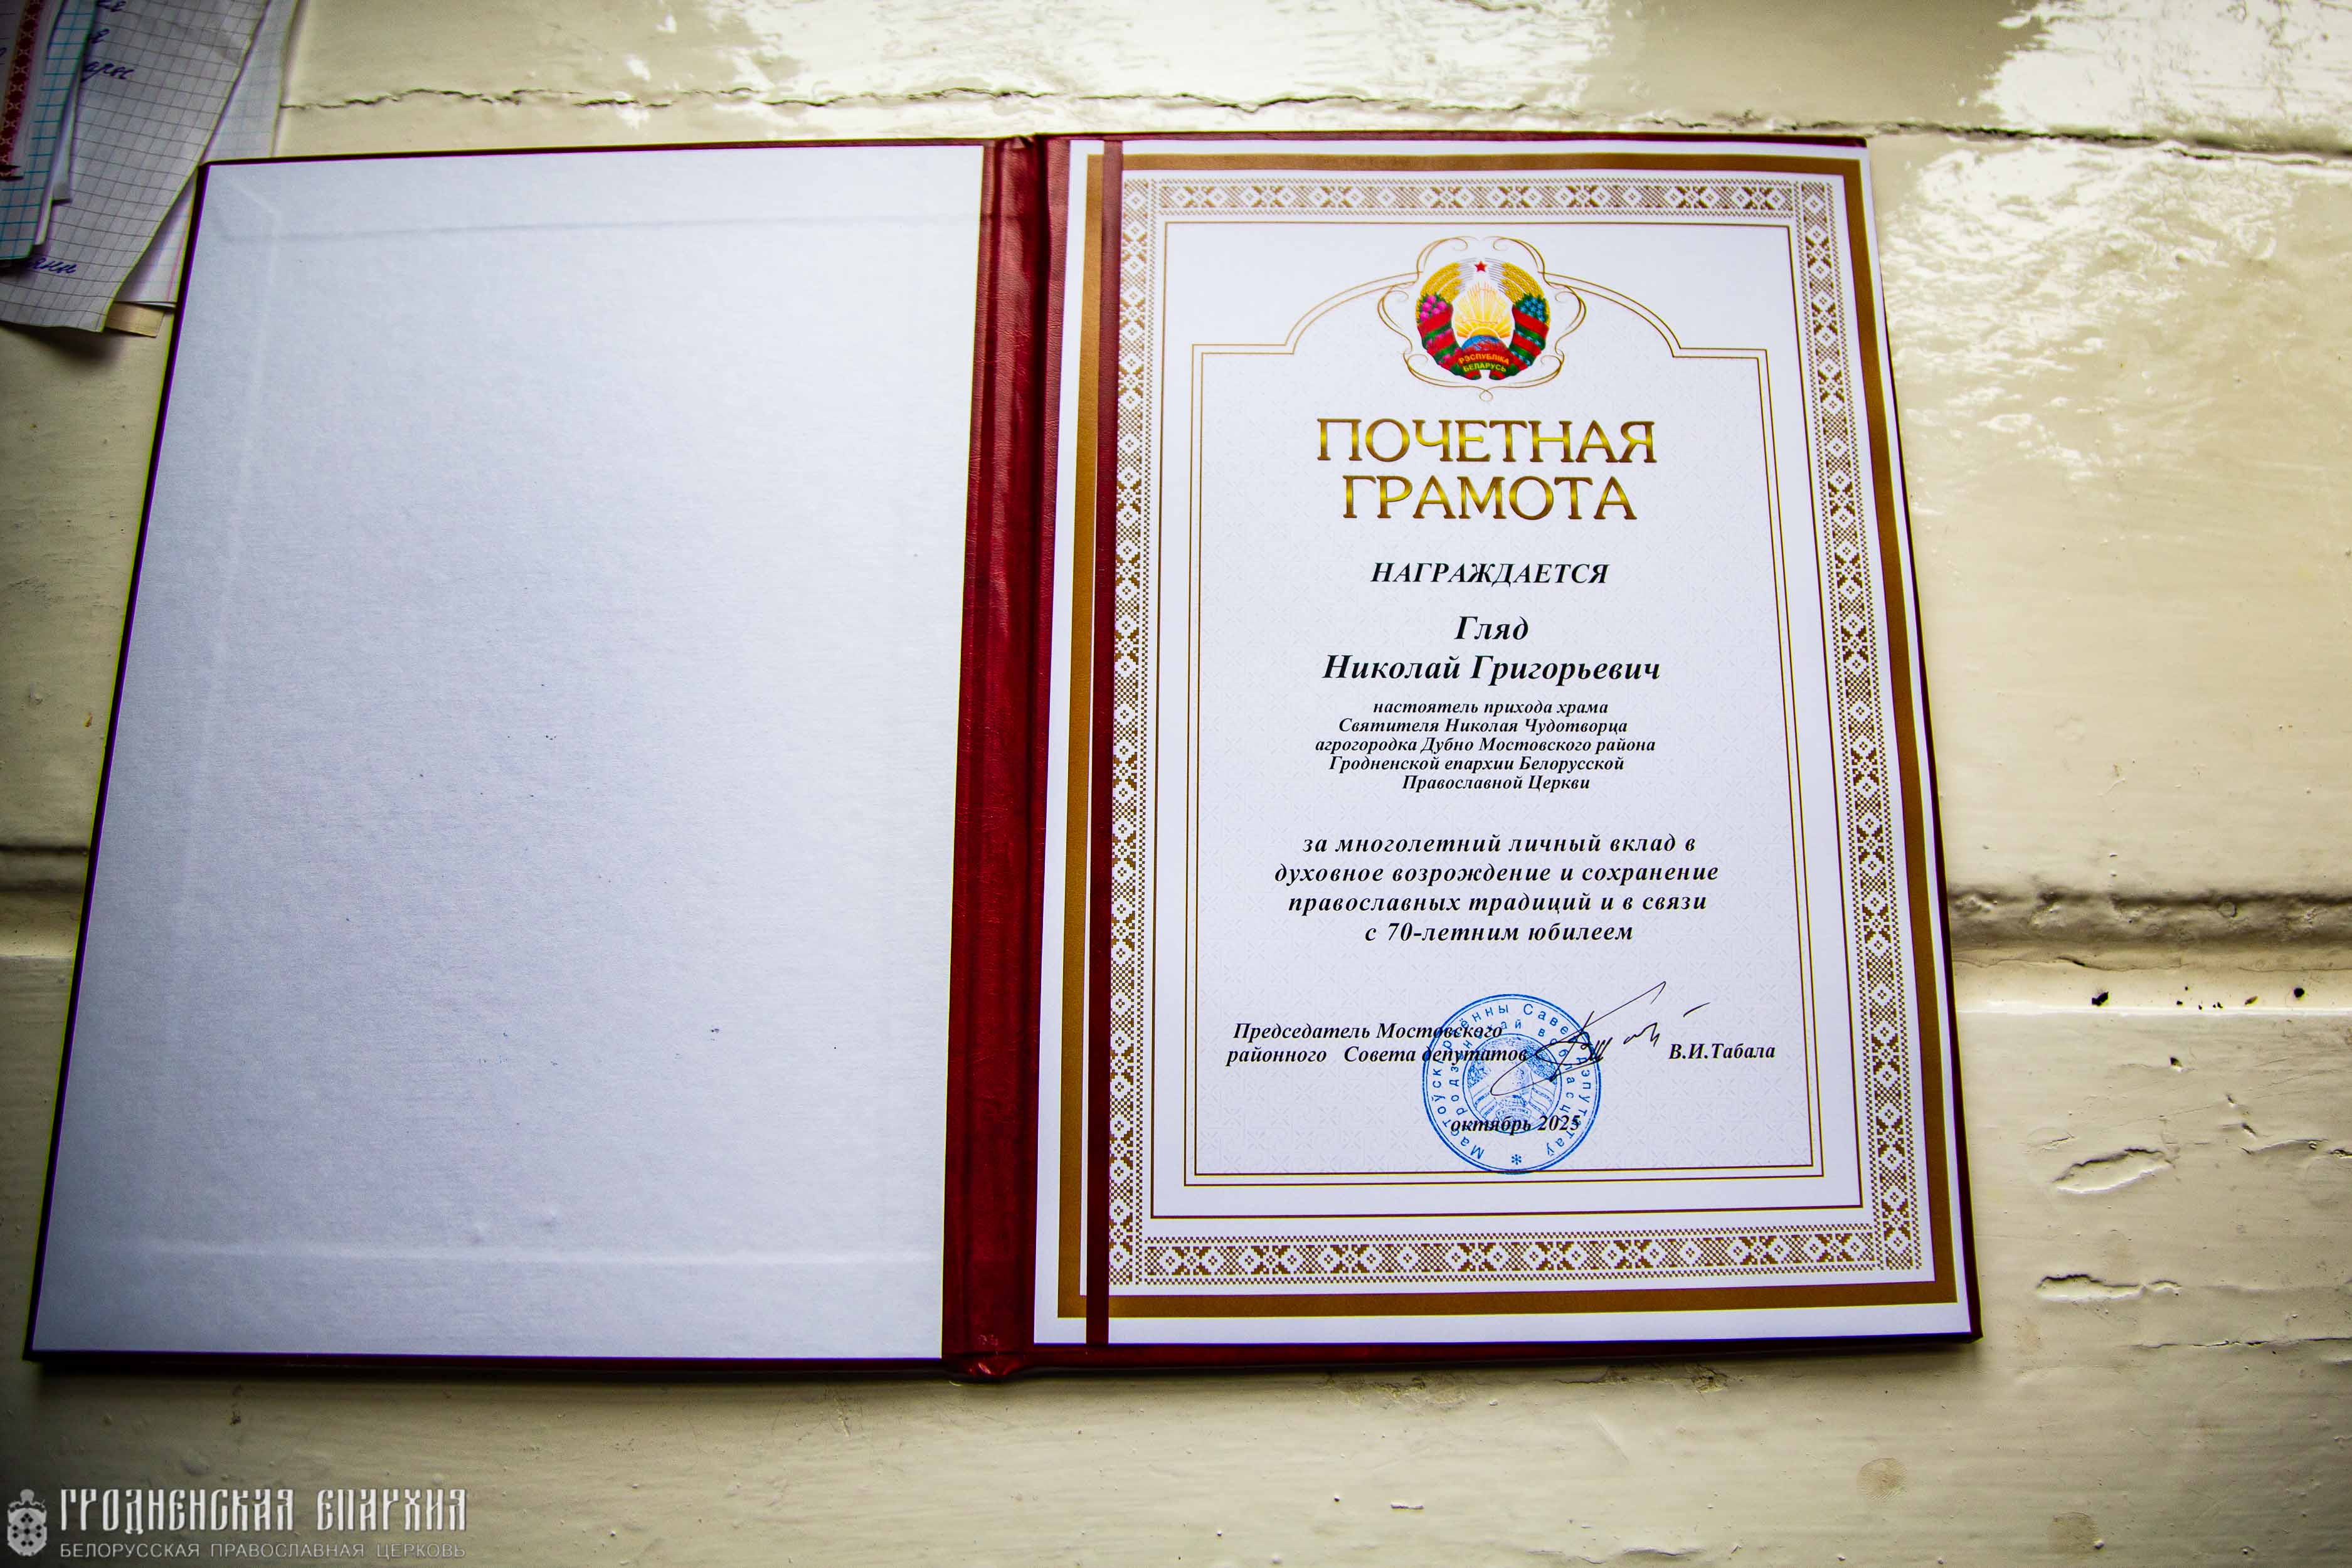 РЭСПУБЛІКА
БЕЛАРУСЬ
ПОЧЕТНАЯ
ГРАМОТА
НАГРАЖДАЕТСЯ
Гляд
Николай Григорьевич
настоятель прихода храма
Святителя Николая Чудотворца
агрогородка Дубно Мостовского района
Гродненской епархии Белорусской
Православной Церкви
за многолетний личный вклад в
духовное возрождение и сохранение
православных традиций и в связи
с 70-летним юбилеем
Председатель Мостовского
районного Совета депутатов В.И.Табала
октябрь 2025
ГРОДНЕНСКАЯ ЕПАРХИЯ
БЕЛОРУССКАЯ ПРАВОСЛАВНАЯ ЦЕРКОВЬ